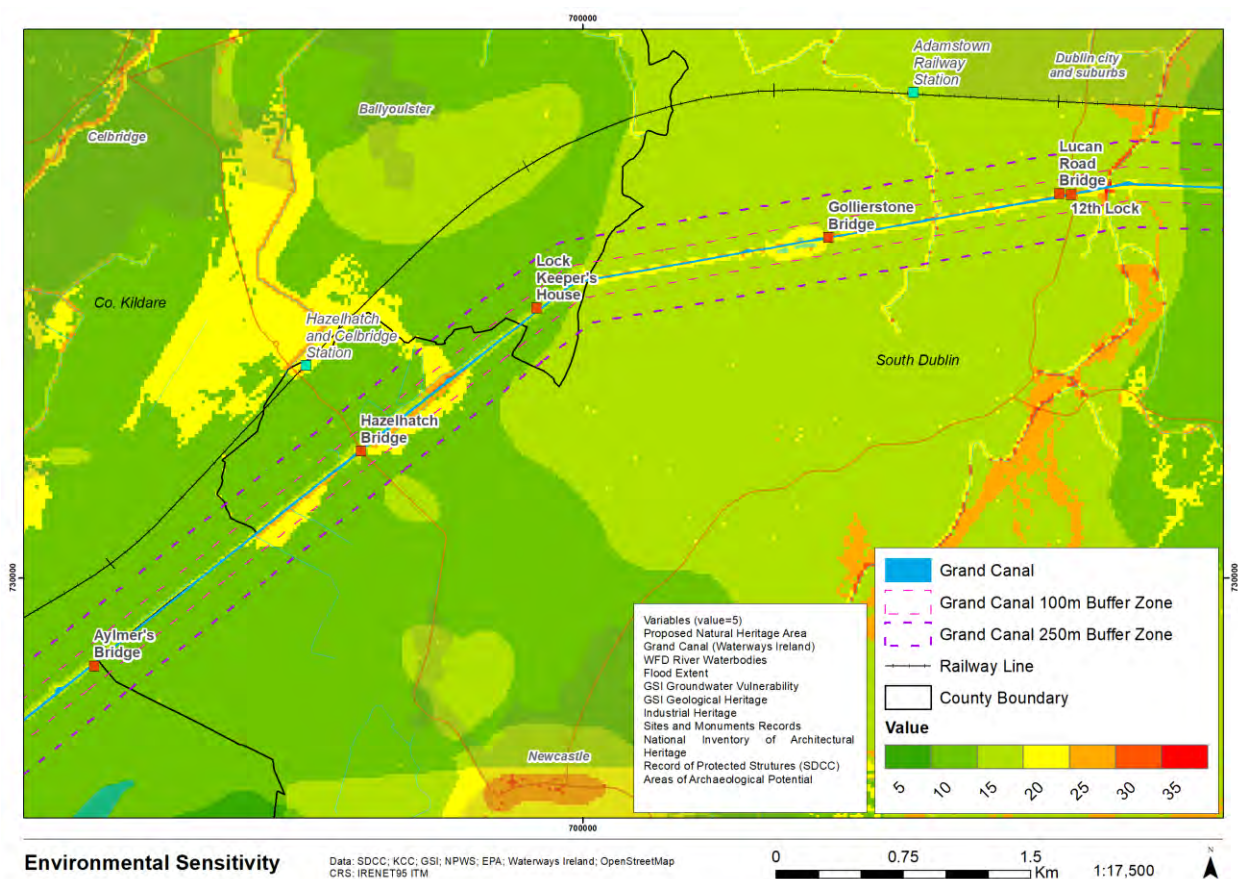 700000
Adamstown
Railway
Station
Dublin city
and suburbs
Ballyoulster
Celbridge
Lucan
Road
Bridge
12th Lock
Gollierstone
Bridge
Lock
Keeper's
House
Co. Kildare
Hazelhatch
and Celbridge
Station
South Dublin
Hazelhatch
Bridge
730000
730000
Aylmer's
Bridge
Newcastle
Variables (value=5)
Proposed Natural Heritage Area
Grand Canal (Waterways Ireland)
WFD River Waterbodies
Flood Extent
GSI Groundwater Vulnerability
GSI Geological Heritage
Industrial Heritage
Sites and Monuments Records
National Inventory of Architectural
Heritage
Record of Protected Strutures (SDCC)
Areas of Archaeological Potential
Grand Canal
Grand Canal 100m Buffer Zone
Grand Canal 250m Buffer Zone
Railway Line
County Boundary
Value
5 10 15 20 25 30 35
700000
Environmental Sensitivity
Data: SDCC; KCC; GSI; NPWS; EPA; Waterways Ireland; OpenStreetMap
CRS: IRENET95 ITM
0 0.75 1.5
Km
1:17,500
N